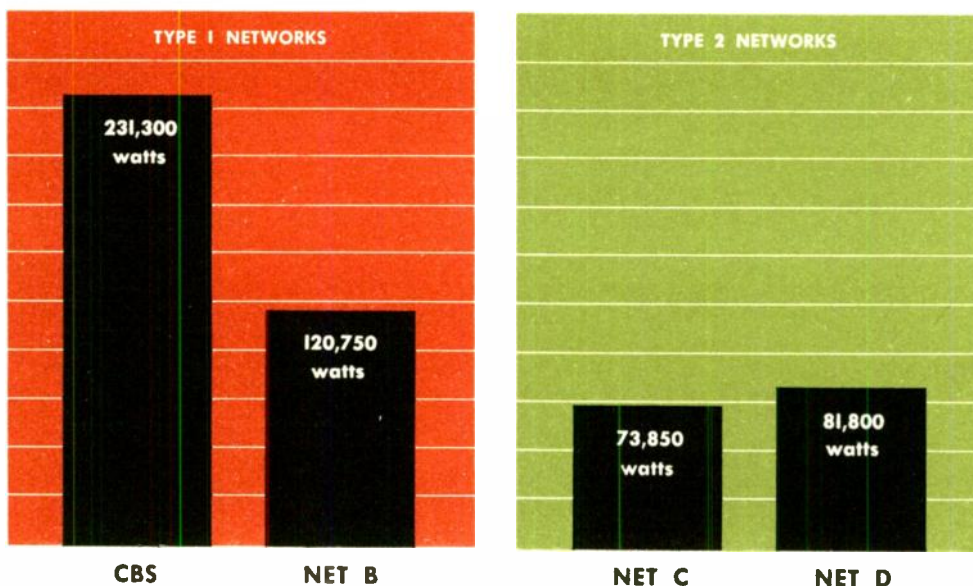 TYPE 1 NETWORKS
231,300
watts
120,750
watts
CBS
NET B
TYPE 2 NETWORKS
73,850
watts
81,800
watts
NET C
NET D